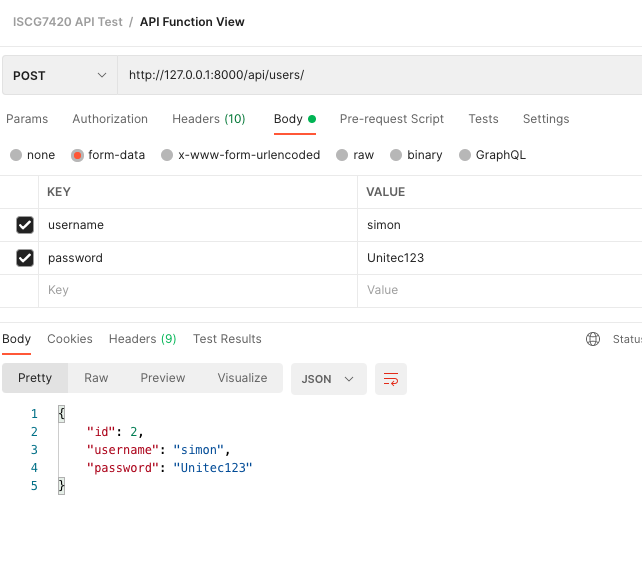 ISCG7420 API Test / API Function View
POST http://127.0.0.1:8000/api/users/
Params Authorization Headers (10) Body Pre-request Script Tests Settings
none form-data x-www-form-urlencoded raw binary GraphQL
KEY VALUE
username simon
password Unitec123
Key Value
Body Cookies Headers (9) Test Results Statu
Pretty Raw Preview Visualize JSON
1 {
2 "id": 2,
3 "username": "simon",
4 "password": "Unitec123"
5 }